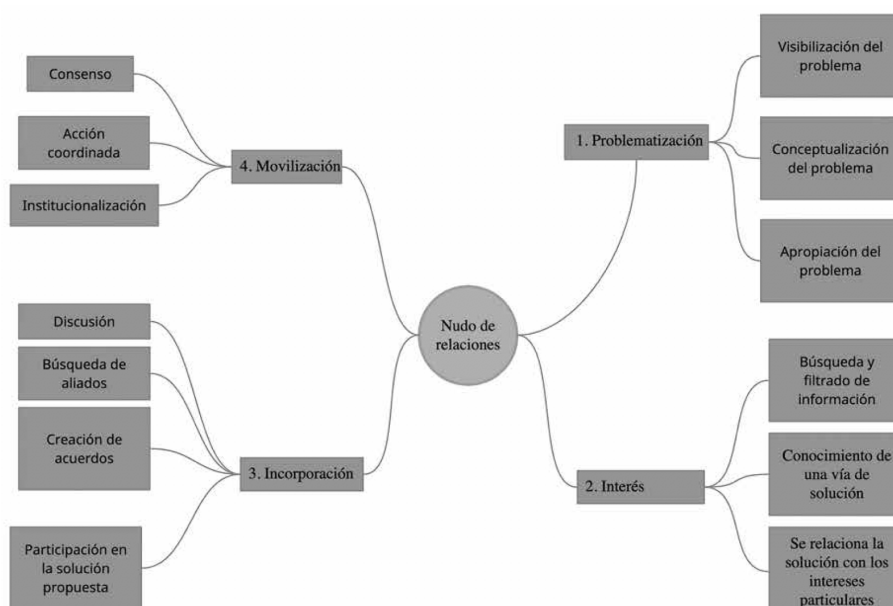 Nudo de
relaciones
1. Problematización
Visibilización del
problema
Conceptualización
del problema
Apropiación del
problema
2. Interés
Búsqueda y
filtrado de
información
Conocimiento de
una vía de
solución
Se relaciona la
solución con los
intereses
particulares
3. Incorporación
Discusión
Búsqueda de
aliados
Creación de
acuerdos
Participación en
la solución
propuesta
4. Movilización
Consenso
Acción
coordinada
Institucionalización